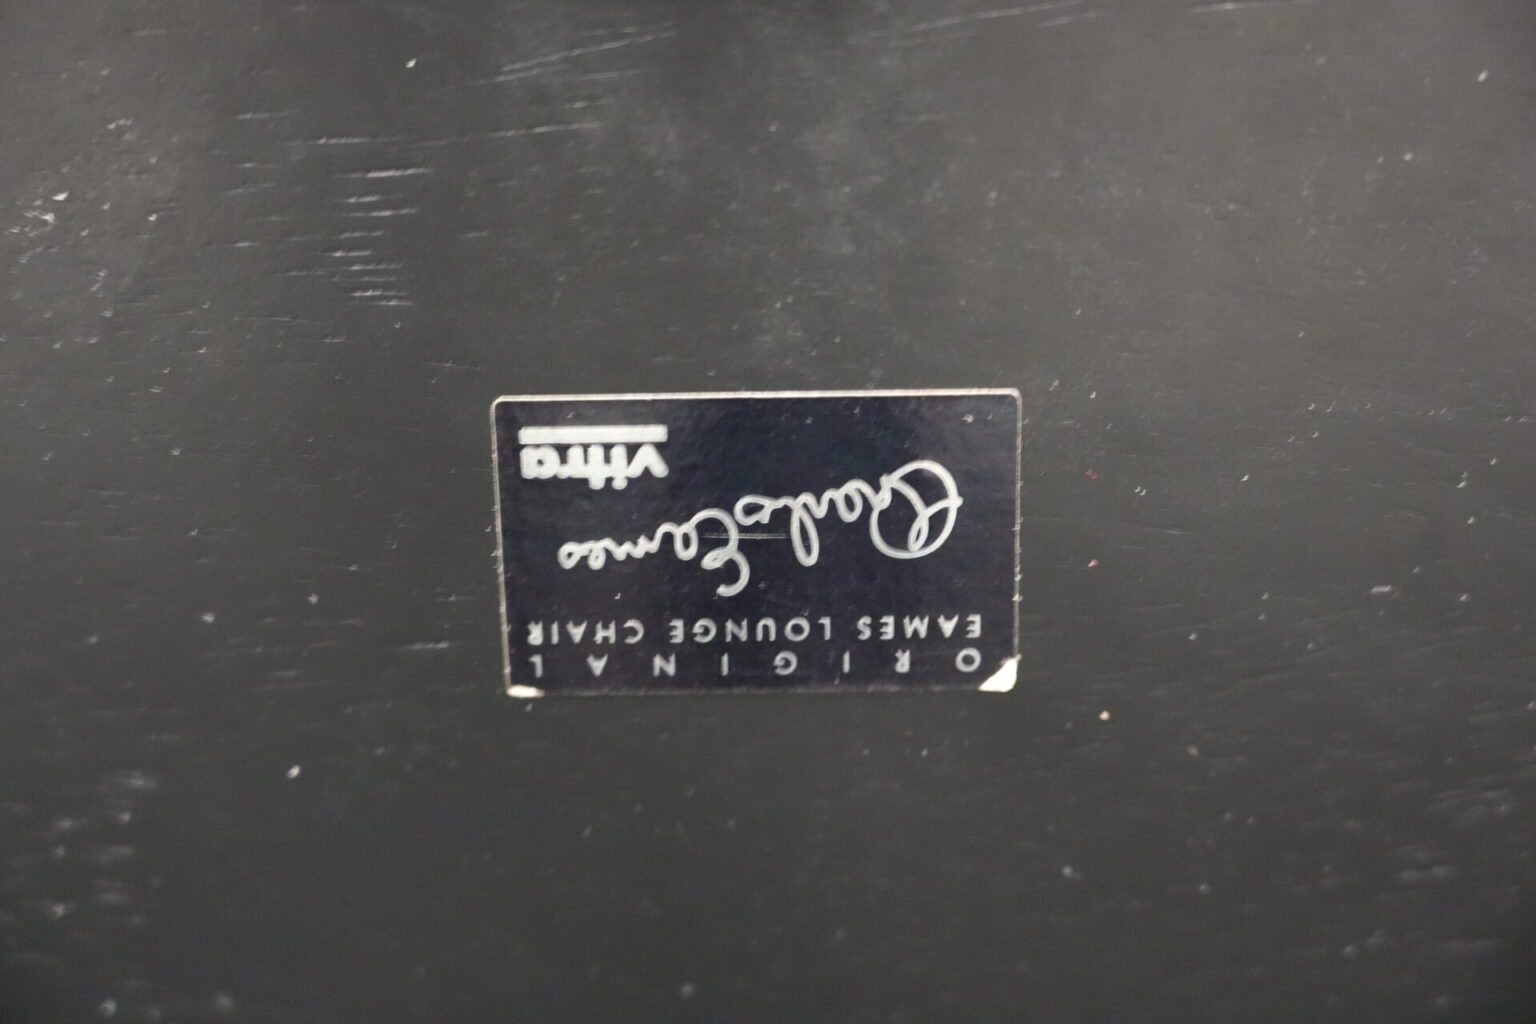 ORIGINAL
EAMES LOUNGE CHAIR
Charles Eames
vitra